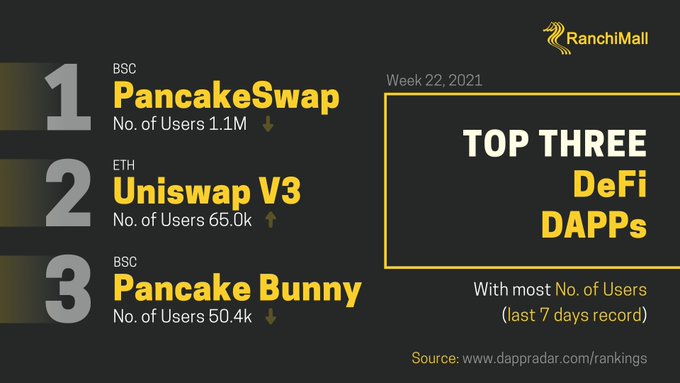 1
BSC
PancakeSwap
No. of Users 1.1M
2
ETH
Uniswap V3
No. of Users 65.0k
3
BSC
Pancake Bunny
No. of Users 50.4k
RanchiMall
Week 22, 2021
TOP THREE
DeFi
DAPPs
With most No. of Users
(last 7 days record)
Source: www.dappradar.com/rankings